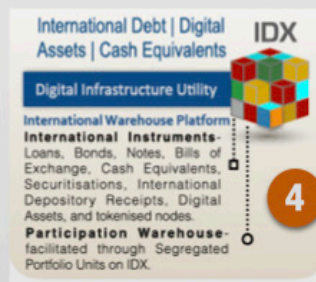 International Debt | Digital
Assets | Cash Equivalents
IDX
Digital Infrastructure Utility
International Warehouse Platform
International Instruments-
Loans, Bonds, Notes, Bills of
Exchange, Cash Equivalents,
Securitisations, International
Depository Receipts, Digital
Assets, and tokenised nodes.
Participation Warehouse-
facilitated through Segregated
Portfolio Units on IDX.
4